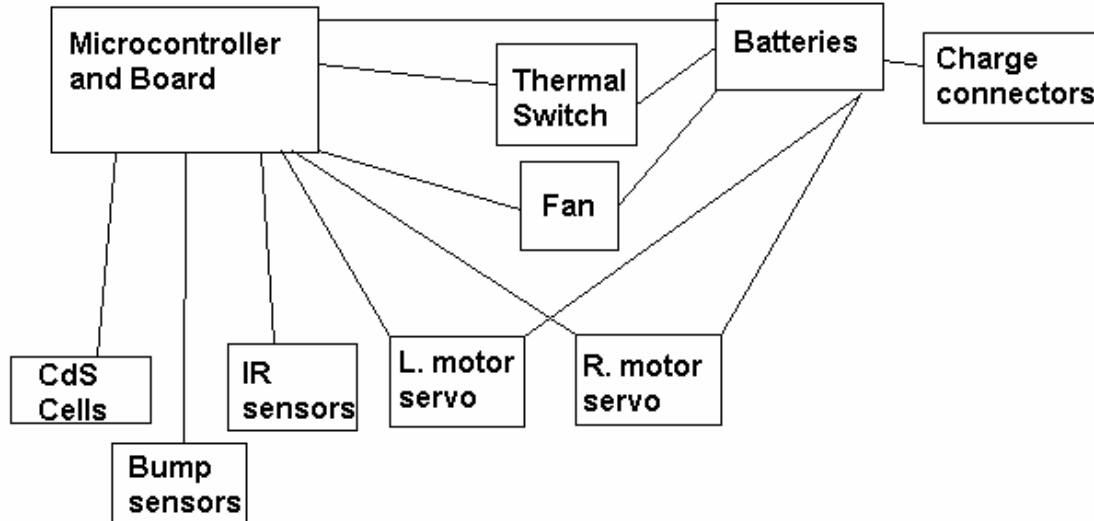 Microcontroller
and Board
Thermal
Switch
Batteries
Charge
connectors
Fan
CdS
Cells
Bump
sensors
IR
sensors
L. motor
servo
R. motor
servo